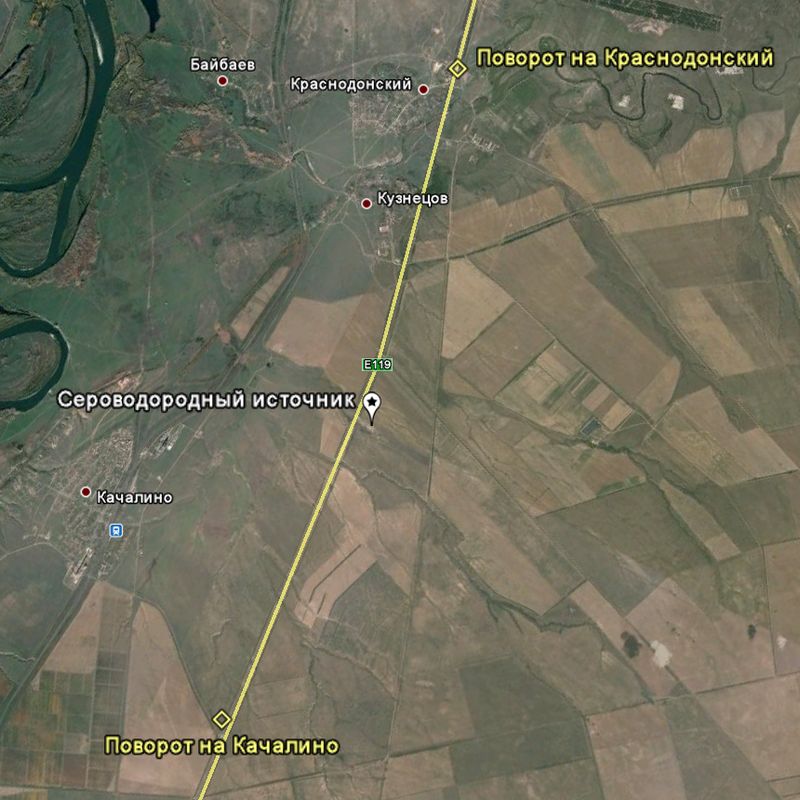 Поворот на Краснодонский
Байбаев
Краснодонский
Кузнецов
E119
Сероводородный источник
Качалино
Поворот на Качалино